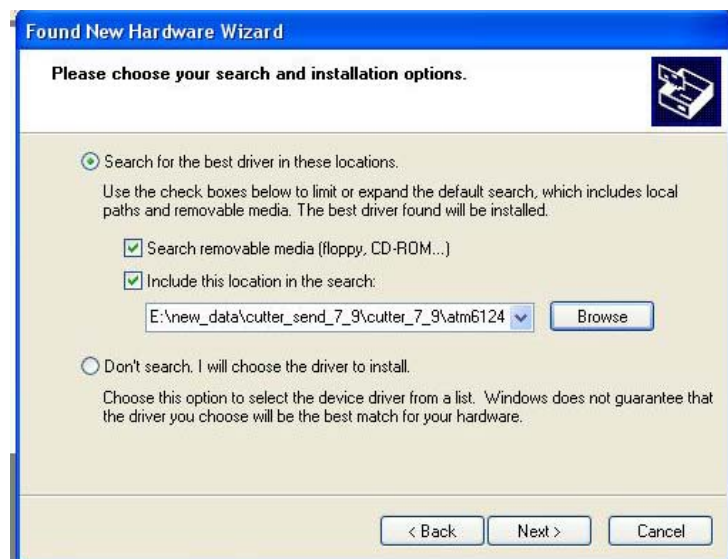 Found New Hardware Wizard
Please choose your search and installation options.
Search for the best driver in these locations.
Use the check boxes below to limit or expand the default search, which includes local
paths and removable media. The best driver found will be installed.
Search removable media (floppy, CD-ROM...)
Include this location in the search:
E:\new_data\cutter_send_7_9\cutter_7_9\atm6124
Browse
Don't search. I will choose the driver to install.
Choose this option to select the device driver from a list. Windows does not guarantee that
the driver you choose will be the best match for your hardware.
< Back Next > Cancel